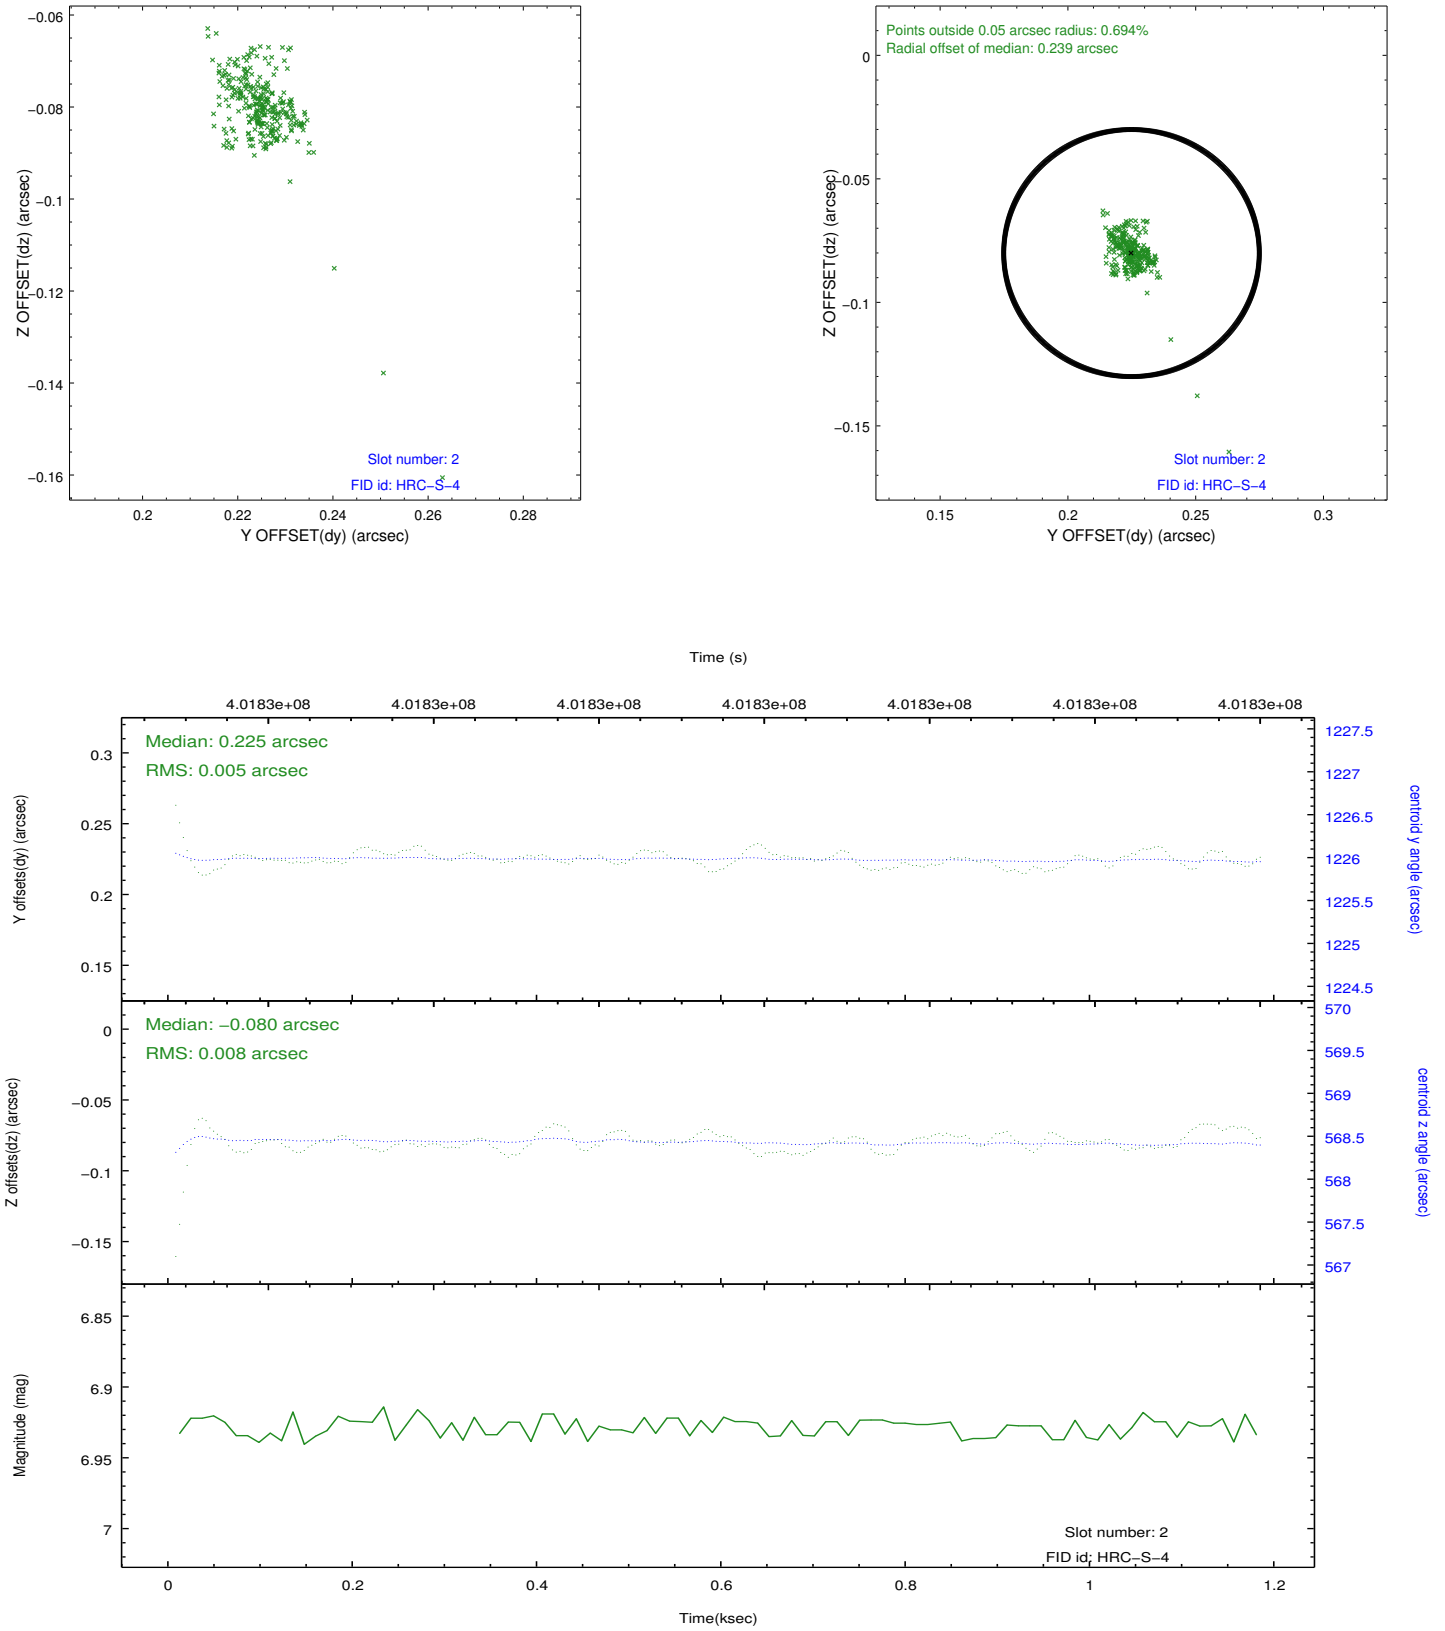 −0.06
−0.08
−0.1
−0.12
−0.14
−0.16
Z OFFSET(dz) (arcsec)
0.2
0.22
0.24
0.26
0.28
Y OFFSET(dy) (arcsec)
Slot number: 2
FID id: HRC−S−4
Points outside 0.05 arcsec radius: 0.694%
Radial offset of median: 0.239 arcsec
0
−0.05
−0.1
−0.15
Z OFFSET(dz) (arcsec)
0.15
0.2
0.25
0.3
Y OFFSET(dy) (arcsec)
Slot number: 2
FID id: HRC−S−4
Time (s)
4.0183e+08
4.0183e+08
4.0183e+08
4.0183e+08
4.0183e+08
4.0183e+08
4.0183e+08
Median: 0.225 arcsec
RMS: 0.005 arcsec
0.3
0.25
0.2
0.15
Y offsets(dy) (arcsec)
1227.5
1227
1226.5
1226
1225.5
1225
1224.5
centroid y angle (arcsec)
Median: −0.080 arcsec
RMS: 0.008 arcsec
0
−0.05
−0.1
−0.15
Z offsets(dz) (arcsec)
570
569.5
569
568.5
568
567.5
567
centroid z angle (arcsec)
6.85
6.9
6.95
7
Magnitude (mag)
Slot number: 2
FID id: HRC−S−4
0
0.2
0.4
0.6
0.8
1
1.2
Time(ksec)